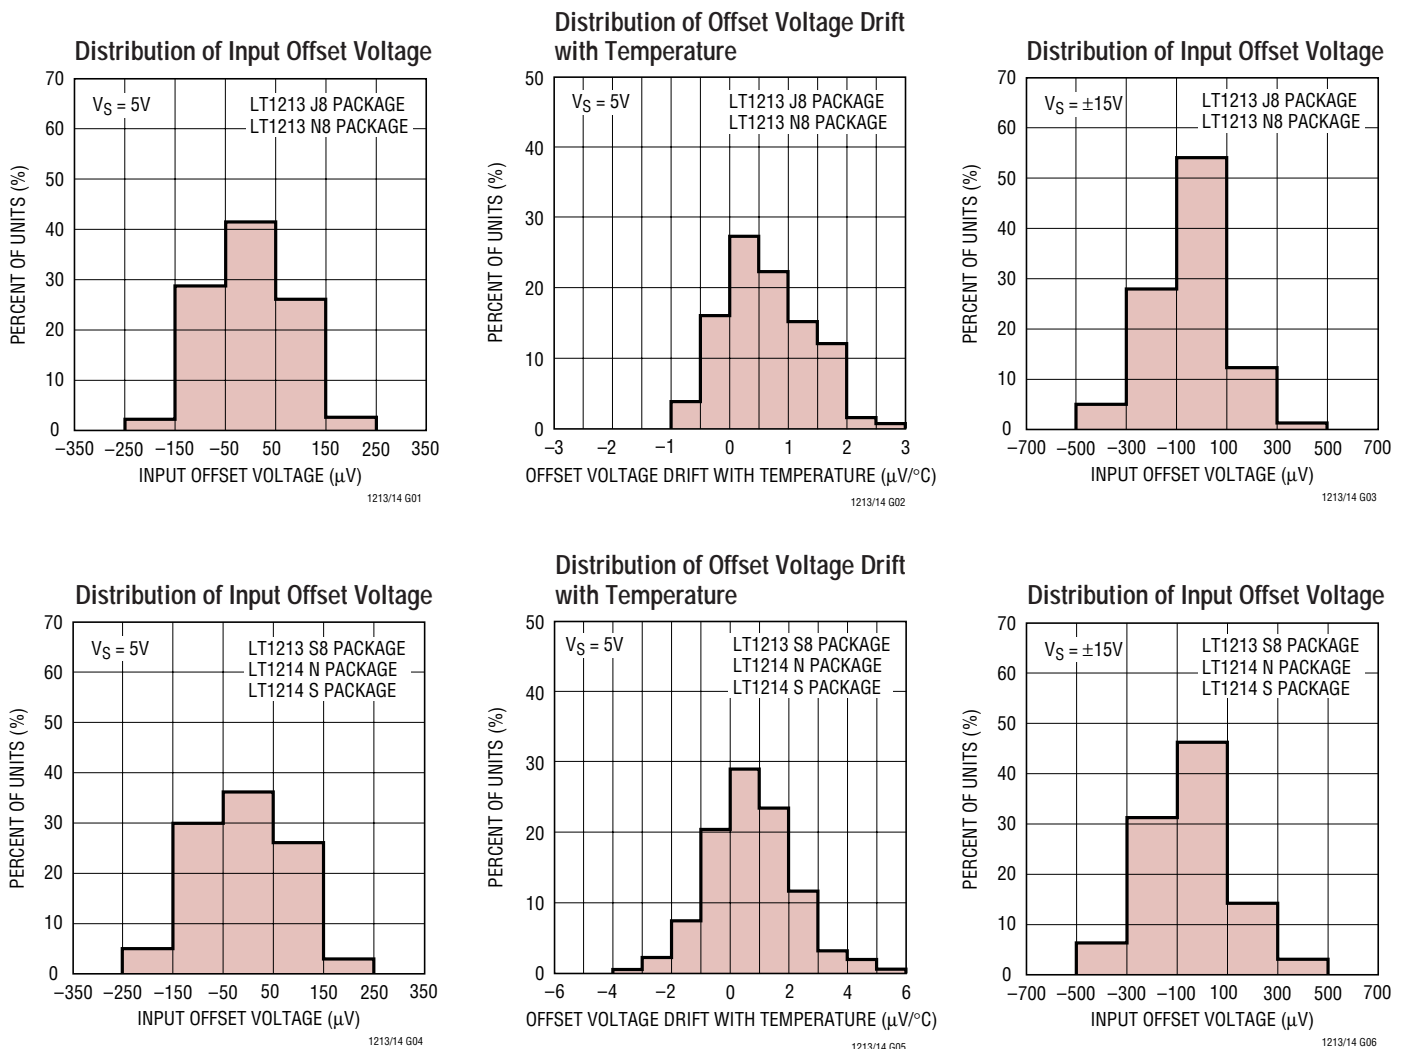 Distribution of Input Offset Voltage
70
60
50
40
30
20
10
0
PERCENT OF UNITS (%)
VS = 5V
LT1213 J8 PACKAGE
LT1213 N8 PACKAGE
–350 –250 –150 –50 50 150 250 350
INPUT OFFSET VOLTAGE (µV)
1213/14 G01
Distribution of Offset Voltage Drift
with Temperature
50
40
30
20
10
0
PERCENT OF UNITS (%)
VS = 5V
LT1213 J8 PACKAGE
LT1213 N8 PACKAGE
–3 –2 –1 0 1 2 3
OFFSET VOLTAGE DRIFT WITH TEMPERATURE (µV/°C)
1213/14 G02
Distribution of Input Offset Voltage
70
60
50
40
30
20
10
0
PERCENT OF UNITS (%)
VS = ±15V
LT1213 J8 PACKAGE
LT1213 N8 PACKAGE
–700 –500 –300 –100 100 300 500 700
INPUT OFFSET VOLTAGE (µV)
1213/14 G03
Distribution of Input Offset Voltage
70
60
50
40
30
20
10
0
PERCENT OF UNITS (%)
VS = 5V
LT1213 S8 PACKAGE
LT1214 N PACKAGE
LT1214 S PACKAGE
–350 –250 –150 –50 50 150 250 350
INPUT OFFSET VOLTAGE (µV)
1213/14 G04
Distribution of Offset Voltage Drift
with Temperature
50
40
30
20
10
0
PERCENT OF UNITS (%)
VS = 5V
LT1213 S8 PACKAGE
LT1214 N PACKAGE
LT1214 S PACKAGE
–6 –4 –2 0 2 4 6
OFFSET VOLTAGE DRIFT WITH TEMPERATURE (µV/°C)
1213/14 G05
Distribution of Input Offset Voltage
70
60
50
40
30
20
10
0
PERCENT OF UNITS (%)
VS = ±15V
LT1213 S8 PACKAGE
LT1214 N PACKAGE
LT1214 S PACKAGE
–700 –500 –300 –100 100 300 500 700
INPUT OFFSET VOLTAGE (µV)
1213/14 G06